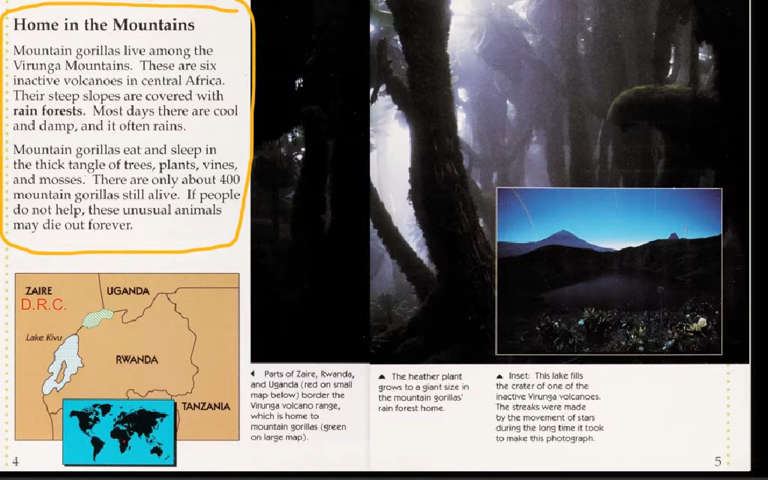 Home in the Mountains
Mountain gorillas live among the
Virunga Mountains. These are six
inactive volcanoes in central Africa.
Their steep slopes are covered with
rain forests. Most days there are cool
and damp, and it often rains.
Mountain gorillas eat and sleep in
the thick tangle of trees, plants, vines,
and mosses. There are only about 400
mountain gorillas still alive. If people
do not help, these unusual animals
may die out forever.
ZAIRE
D.R.C.
UGANDA
Lake Kivu
RWANDA
TANZANIA
Parts of Zaire, Rwanda,
and Uganda (red on small
map below) border the
Virunga volcano range,
which is home to
mountain gorillas (green
on large map).
The heather plant
grows to a giant size in
the mountain gorillas'
rain forest home.
Inset: This lake fills
the crater of one of the
inactive Virunga volcanoes.
The streaks were made
by the movement of stars
during the long time it took
to make this photograph.
4
5